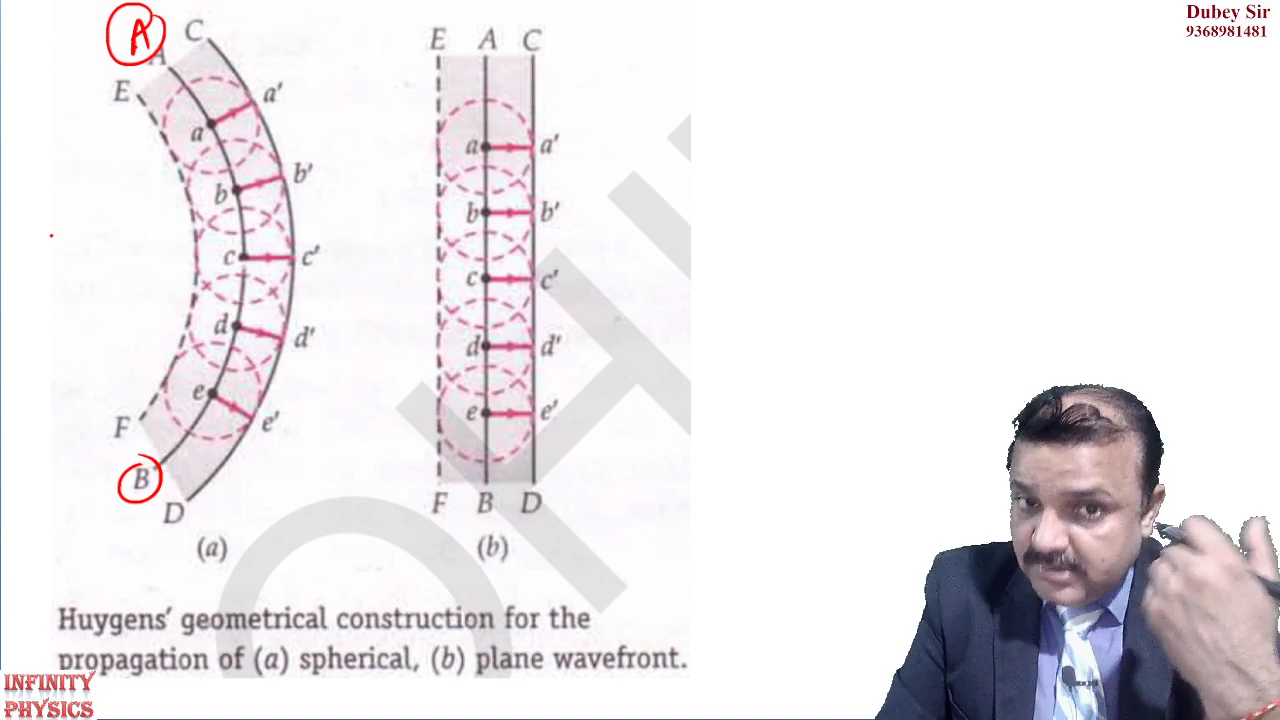 Dubey Sir
9368981481
A
C
A
E
a
a'
b
b'
c
c'
d
d'
e
e'
F
B
D
(a)
E A C
a a'
b b'
c c'
d d'
e e'
F B D
(b)
Huygens' geometrical construction for the
propagation of (a) spherical, (b) plane wavefront.
INFINITY
PHYSICS